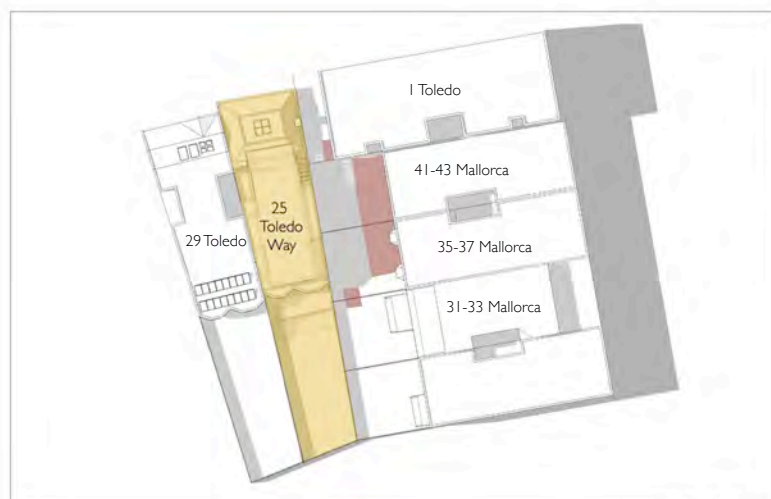 1 Toledo
41-43 Mallorca
25
Toledo
Way
29 Toledo
35-37 Mallorca
31-33 Mallorca